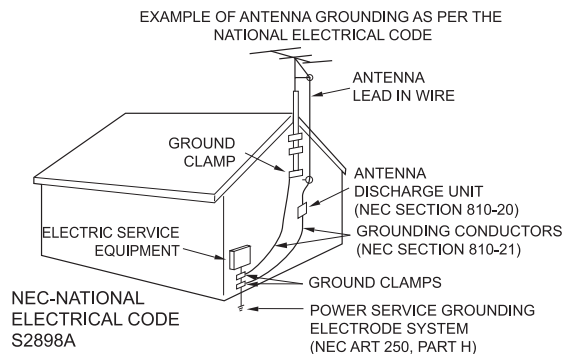 EXAMPLE OF ANTENNA GROUNDING AS PER THE
NATIONAL ELECTRICAL CODE
ANTENNA
LEAD IN WIRE
GROUND
CLAMP
ANTENNA
DISCHARGE UNIT
(NEC SECTION 810-20)
GROUNDING CONDUCTORS
(NEC SECTION 810-21)
ELECTRIC SERVICE
EQUIPMENT
GROUND CLAMPS
POWER SERVICE GROUNDING
ELECTRODE SYSTEM
(NEC ART 250, PART H)
NEC-NATIONAL
ELECTRICAL CODE
S2898A